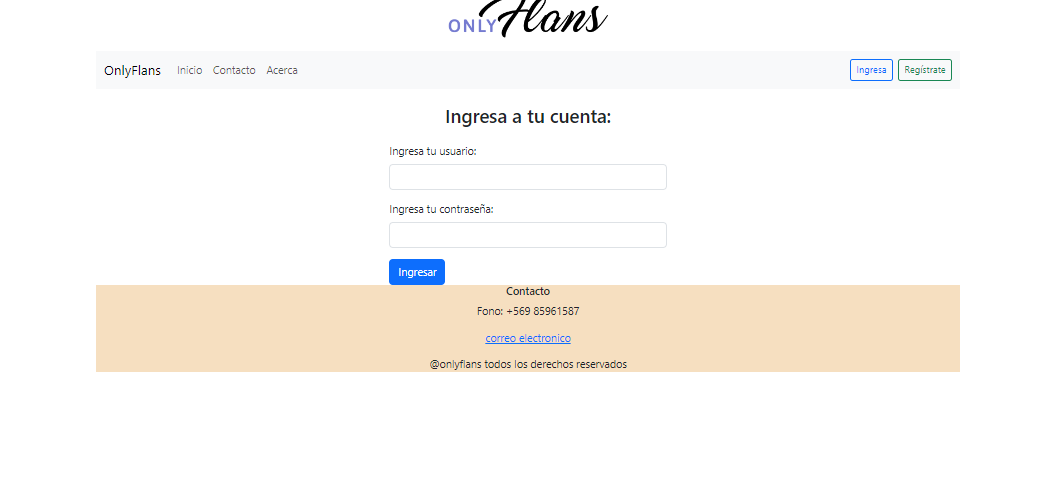 ONLY Flans
OnlyFlans Inicio Contacto Acerca Ingresa Regístrate
Ingresa a tu cuenta:
Ingresa tu usuario:
Ingresa tu contraseña:
Ingresar
Contacto
Fono: +569 85961587
correo electronico
@onlyflans todos los derechos reservados